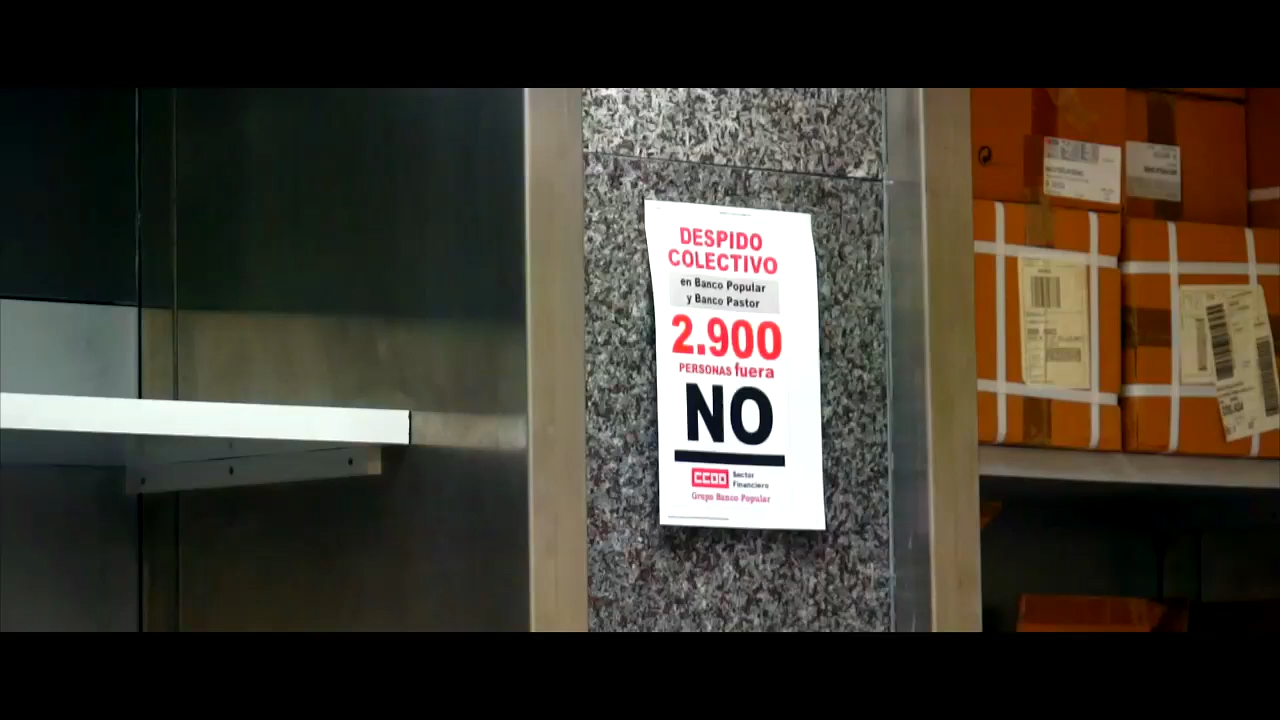 DESPIDO
COLECTIVO
en Banco Popular
y Banco Pastor
2.900
PERSONAS fuera
NO
CCOO Sector
Financiero
Grupo Banco Popular